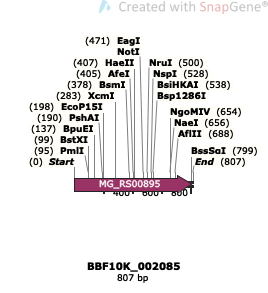 Created with SnapGene®
(471) EagI
NotI
(407) HaeII NruI (500)
(405) AfeI NspI (528)
(378) BsmI BsiHKAI (538)
(283) XcmI Bsp1286I
(198) EcoP15I NgoMIV (654)
(190) PshAI NaeI (656)
(137) BpuEI AflII (688)
(99) BstXI
(95) PmlI BssSαI (799)
(0) Start End (807)
MG_RS00895
400 600 800
BBF10K_002085
807 bp